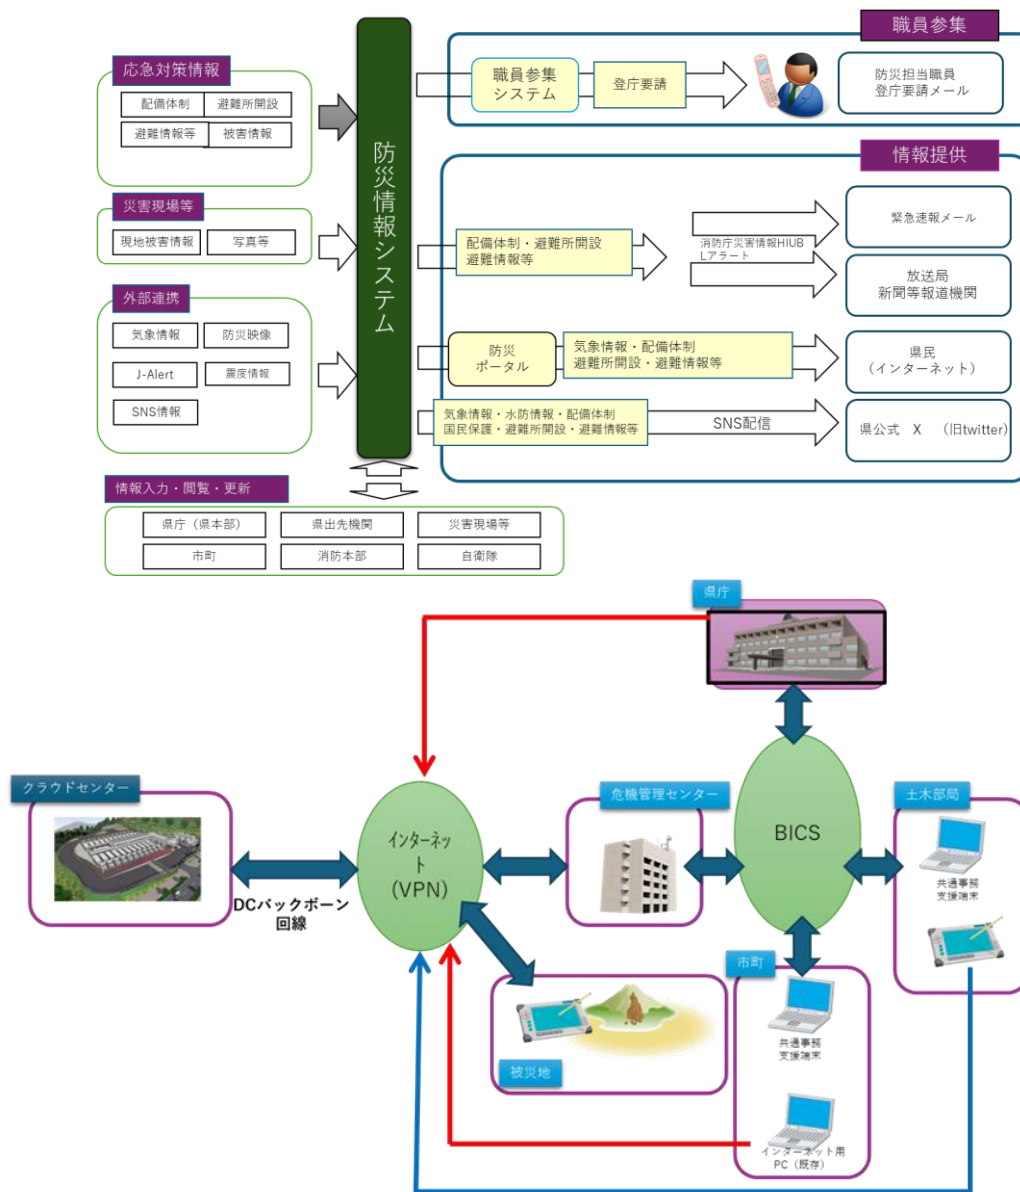 職員参集
応急対策情報
配備体制
避難所開設
避難情報等
被害情報
職員参集
システム
登庁要請
防災担当職員
登庁要請メール
防災情報システム
情報提供
災害現場等
現地被害情報
写真等
配備体制・避難所開設
避難情報等
消防庁災害情報HIUB
Lアラート
緊急速報メール
放送局
新聞等報道機関
外部連携
気象情報
防災映像
J-Alert
震度情報
SNS情報
防災
ポータル
気象情報・配備体制
避難所開設・避難情報等
県民
（インターネット）
気象情報・水防情報・配備体制
国民保護・避難所開設・避難情報等
SNS配信
県公式　X　（旧twitter）
情報入力・閲覧・更新
県庁（県本部）
県出先機関
災害現場等
市町
消防本部
自衛隊
県庁
クラウドセンター
DCバックボーン
回線
インターネッ
ト
(VPN)
危機管理センター
BICS
土木部局
共通事務
支援端末
市町
共通事務
支援端末
被災地
インターネット用
PC（既存）